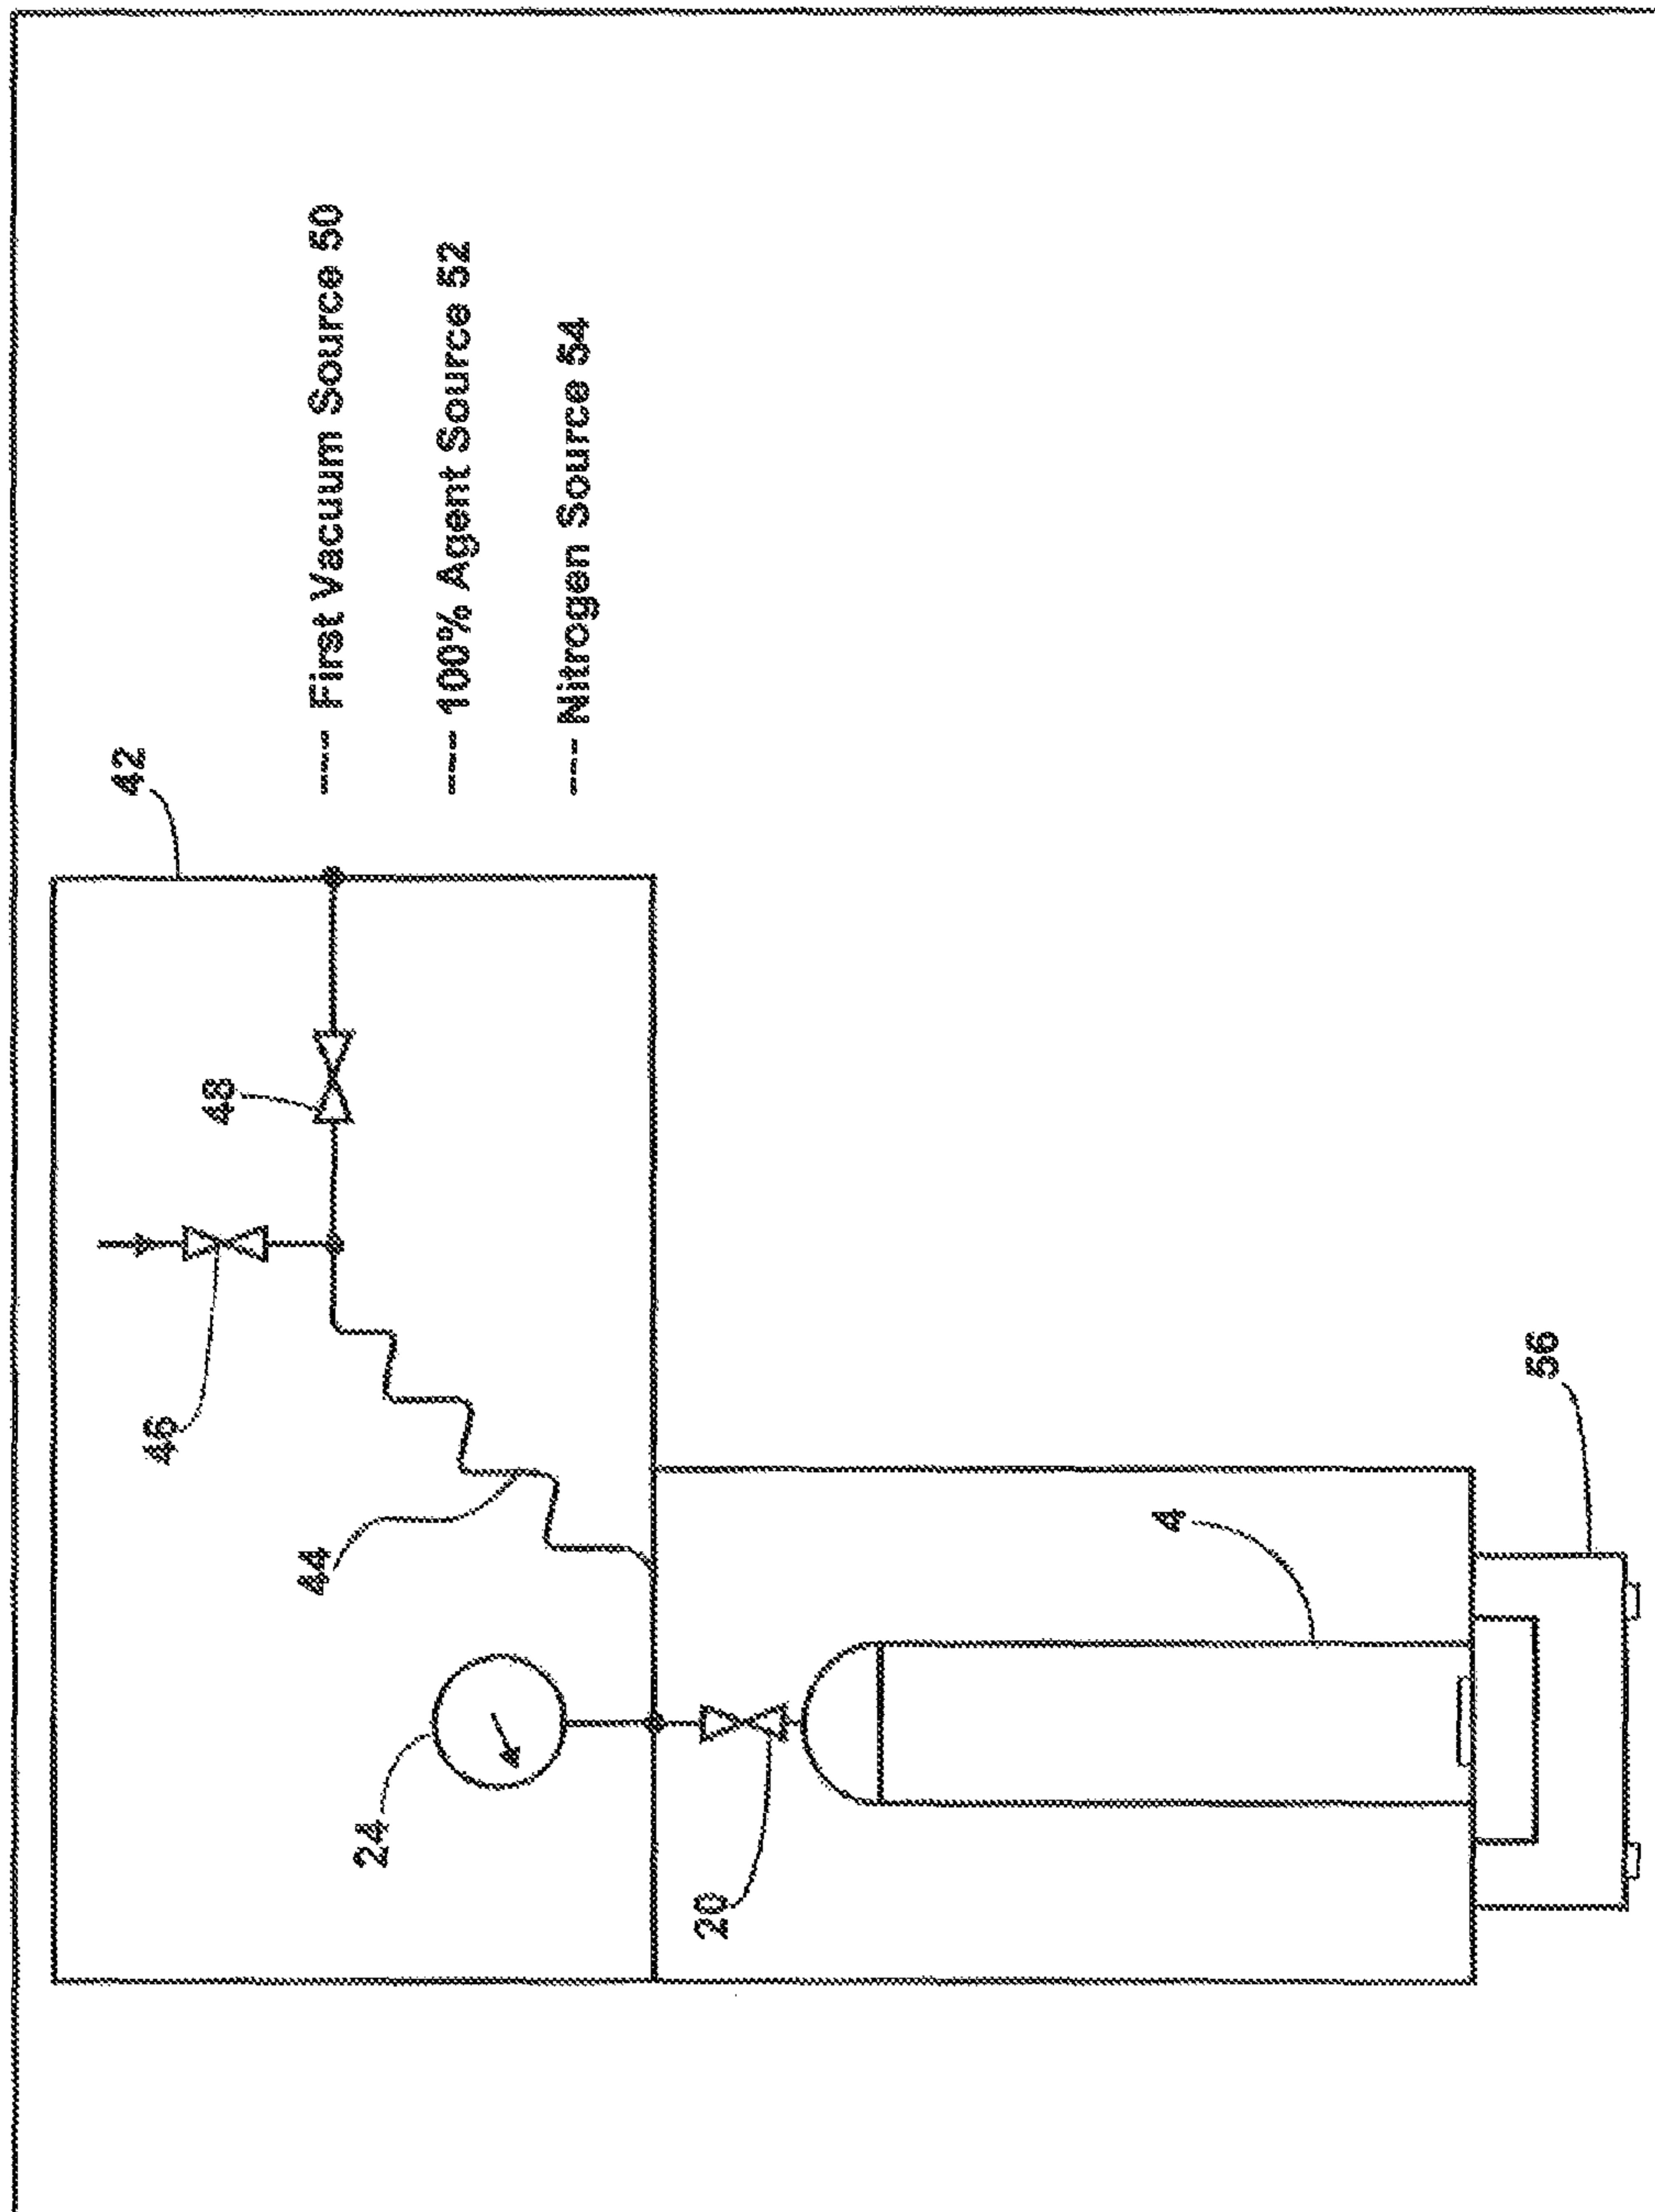 42
First Vacuum Source 50
100% Agent Source 52
Nitrogen Source 54
48
46
44
24
20
4
56